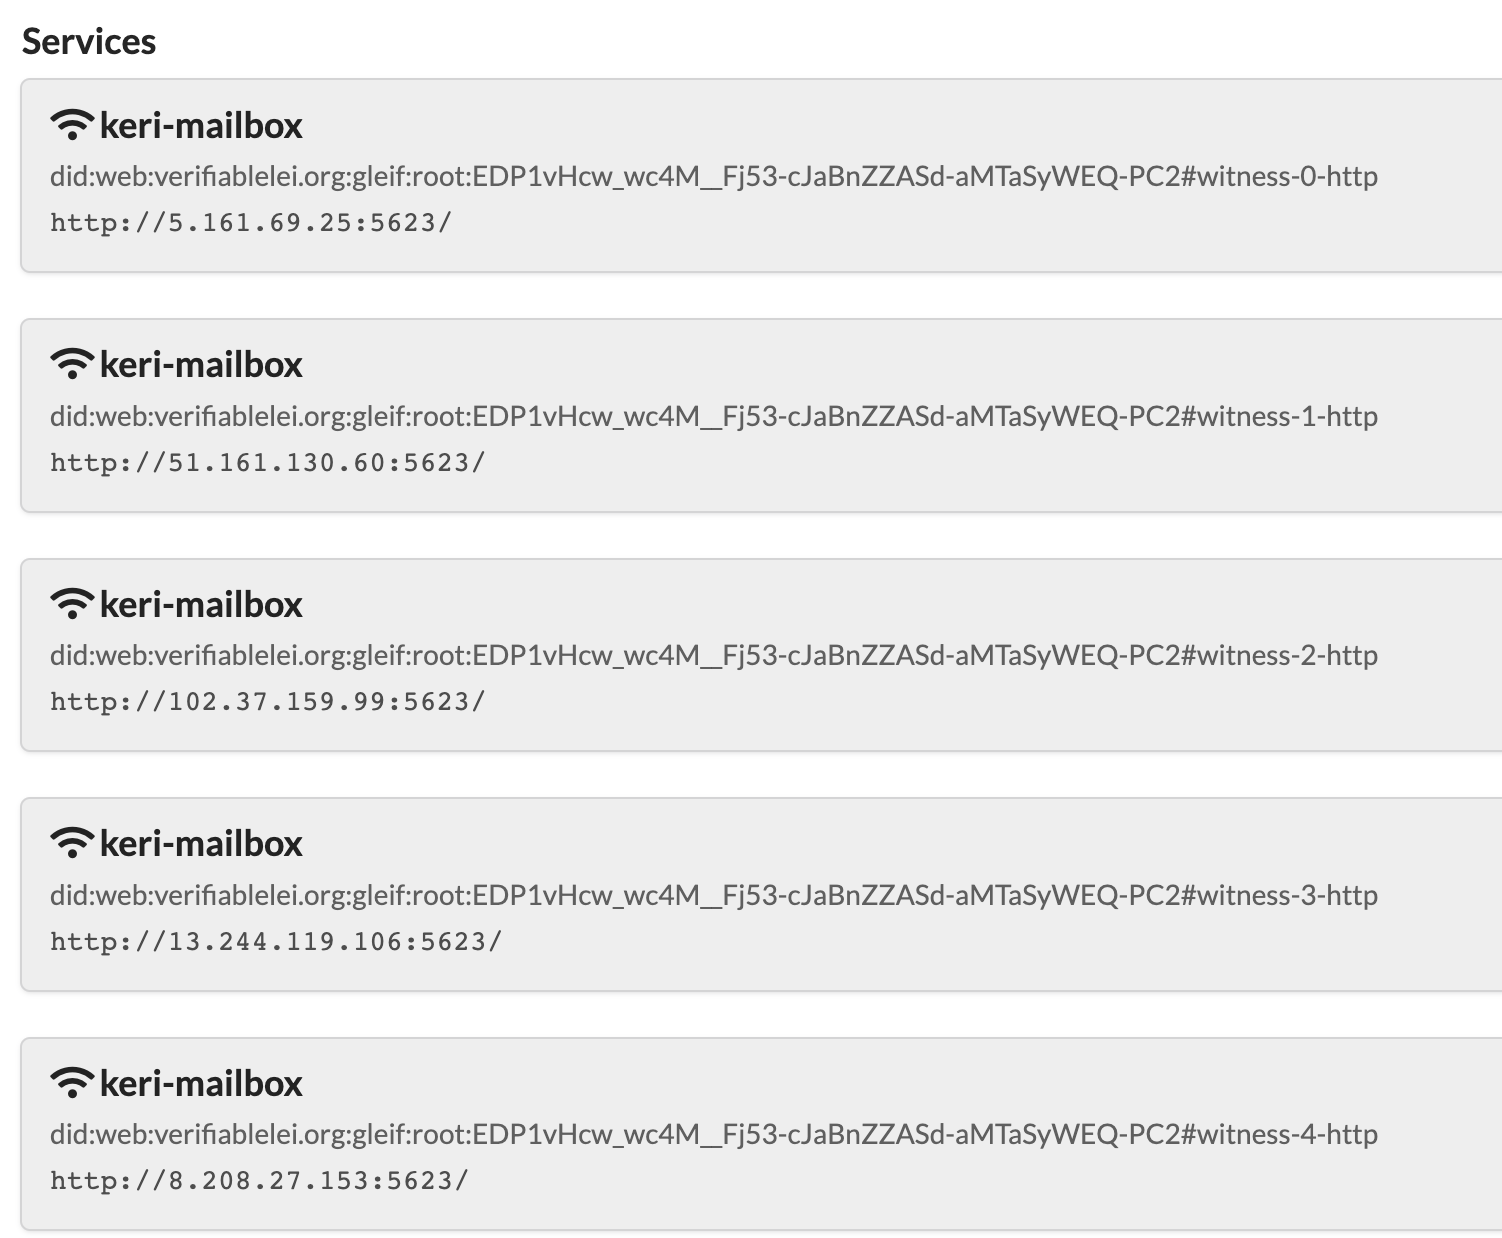 Services
keri-mailbox
did:web:verifiablelei.org:gleif:root:EDP1vHcw_wc4M__Fj53-cJaBnZZASd-aMTaSyWEQ-PC2#witness-0-http
http://5.161.69.25:5623/
keri-mailbox
did:web:verifiablelei.org:gleif:root:EDP1vHcw_wc4M__Fj53-cJaBnZZASd-aMTaSyWEQ-PC2#witness-1-http
http://51.161.130.60:5623/
keri-mailbox
did:web:verifiablelei.org:gleif:root:EDP1vHcw_wc4M__Fj53-cJaBnZZASd-aMTaSyWEQ-PC2#witness-2-http
http://102.37.159.99:5623/
keri-mailbox
did:web:verifiablelei.org:gleif:root:EDP1vHcw_wc4M__Fj53-cJaBnZZASd-aMTaSyWEQ-PC2#witness-3-http
http://13.244.119.106:5623/
keri-mailbox
did:web:verifiablelei.org:gleif:root:EDP1vHcw_wc4M__Fj53-cJaBnZZASd-aMTaSyWEQ-PC2#witness-4-http
http://8.208.27.153:5623/